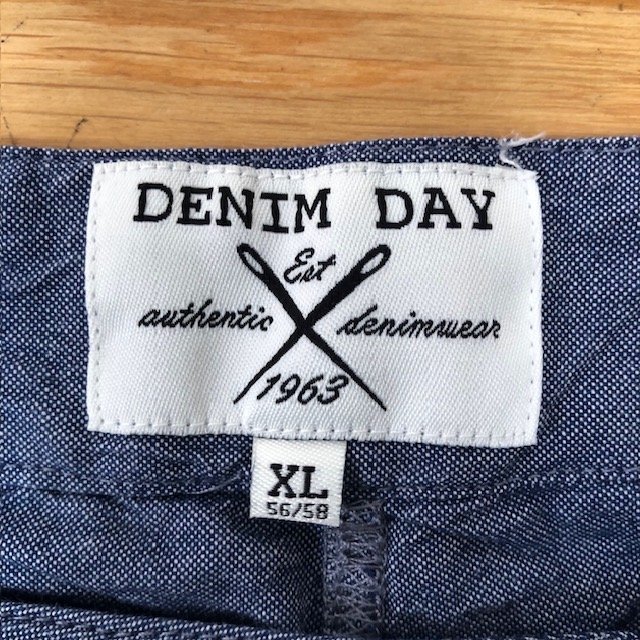 DENIM DAY
Est
authentic denimwear
1963
XL
56/58